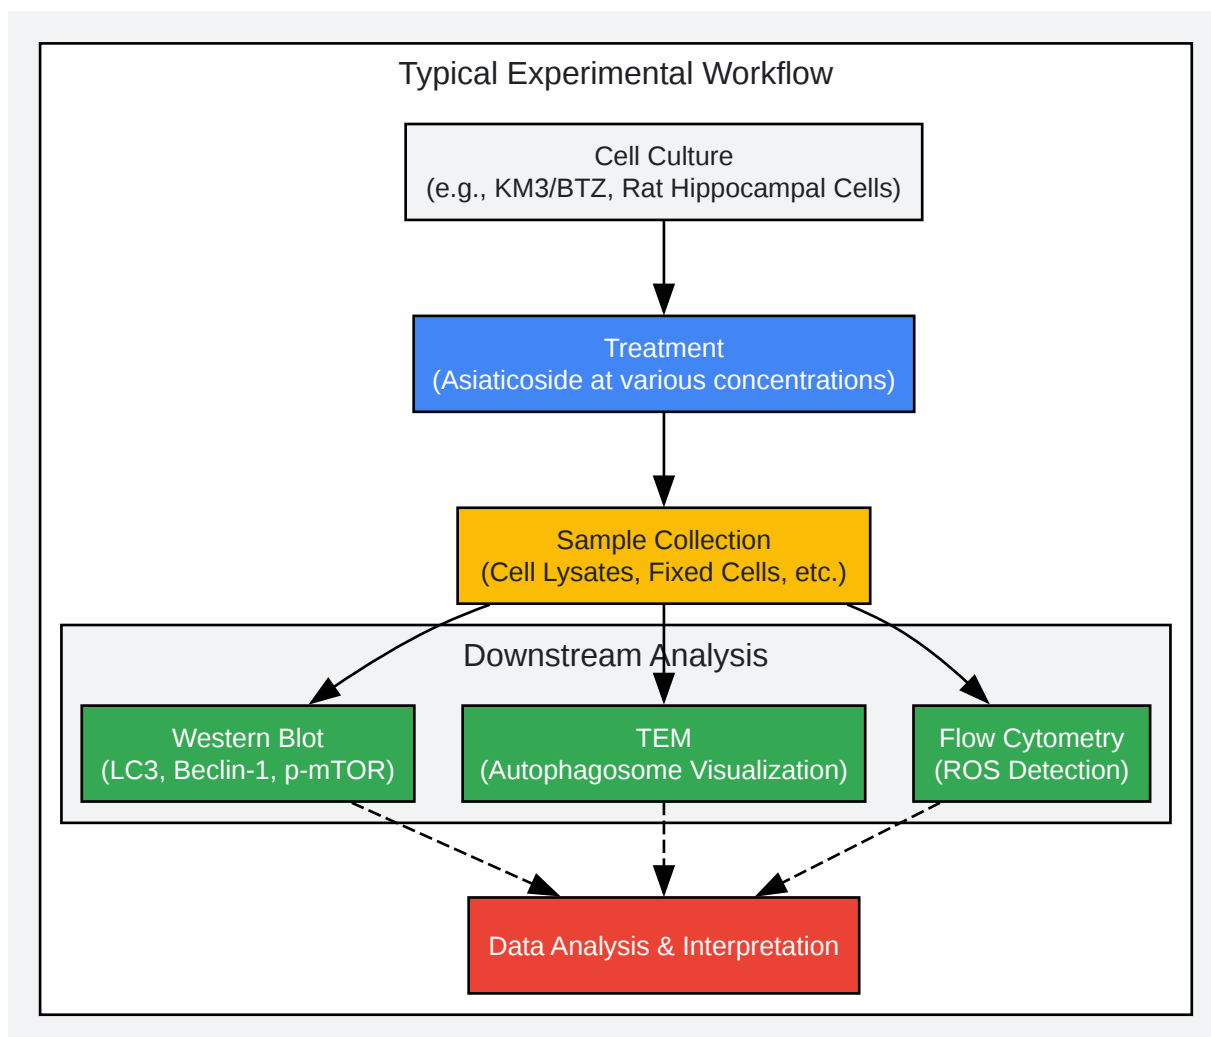 Typical Experimental Workflow
Cell Culture
(e.g., KM3/BTZ, Rat Hippocampal Cells)
Treatment
(Asiaticoside at various concentrations)
Sample Collection
(Cell Lysates, Fixed Cells, etc.)
Downstream Analysis
Western Blot
(LC3, Beclin-1, p-mTOR)
TEM
(Autophagosome Visualization)
Flow Cytometry
(ROS Detection)
Data Analysis & Interpretation